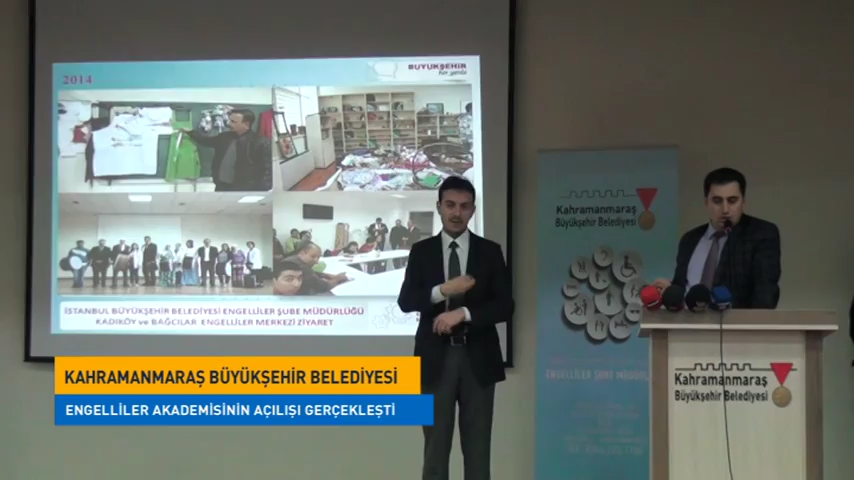 2014
BÜYÜKŞEHİR
her yerde
İSTANBUL BÜYÜKŞEHİR BELEDİYESİ ENGELLİLER ŞUBE MÜDÜRLÜĞÜ
KADIKÖY ve BAĞCILAR ENGELLİLER MERKEZİ ZİYARET
Kahramanmaraş
Büyükşehir Belediyesi
ENGELLİLER ŞUBE
Kahramanmaraş
Büyükşehir Belediyesi
KAHRAMANMARAŞ BÜYÜKŞEHİR BELEDİYESİ
ENGELLİLER AKADEMİSİNİN AÇILIŞI GERÇEKLEŞTİ